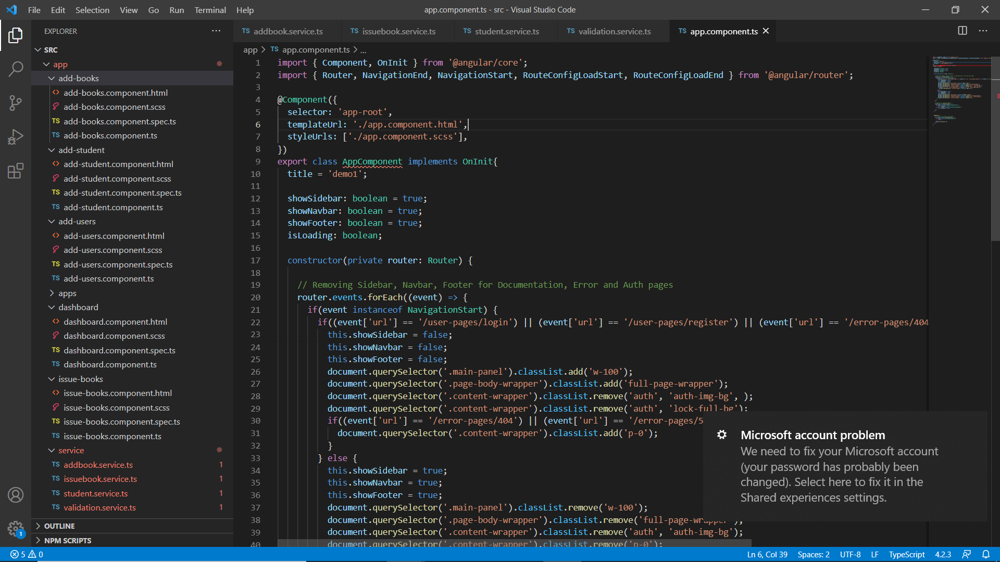 File Edit Selection View Go Run Terminal Help
app.component.ts - src - Visual Studio Code
EXPLORER
SRC
app
add-books
add-books.component.html
add-books.component.scss
TS add-books.component.spec.ts
TS add-books.component.ts
add-student
add-student.component.html
add-student.component.scss
TS add-student.component.spec.ts
TS add-student.component.ts
add-users
add-users.component.html
add-users.component.scss
TS add-users.component.spec.ts
TS add-users.component.ts
apps
dashboard
dashboard.component.html
dashboard.component.scss
TS dashboard.component.spec.ts
TS dashboard.component.ts
issue-books
issue-books.component.html
issue-books.component.scss
TS issue-books.component.spec.ts
TS issue-books.component.ts
service
TS addbook.service.ts 1
TS issuebook.service.ts 1
TS student.service.ts 1
TS validation.service.ts 1
OUTLINE
NPM SCRIPTS
1
TS addbook.service.ts TS issuebook.service.ts TS student.service.ts TS validation.service.ts TS app.component.ts
app > TS app.component.ts > ...
1 import { Component, OnInit } from '@angular/core';
2 import { Router, NavigationEnd, NavigationStart, RouteConfigLoadStart, RouteConfigLoadEnd } from '@angular/router';
3
4 @Component({
5 selector: 'app-root',
6 templateUrl: './app.component.html',
7 styleUrls: ['./app.component.scss'],
8 })
9 export class AppComponent implements OnInit{
10 title = 'demo1';
11
12 showSidebar: boolean = true;
13 showNavbar: boolean = true;
14 showFooter: boolean = true;
15 isLoading: boolean;
16
17 constructor(private router: Router) {
18
19 // Removing Sidebar, Navbar, Footer for Documentation, Error and Auth pages
20 router.events.forEach((event) => {
21 if(event instanceof NavigationStart) {
22 if((event['url'] == '/user-pages/login') || (event['url'] == '/user-pages/register') || (event['url'] == '/error-pages/404
23 this.showSidebar = false;
24 this.showNavbar = false;
25 this.showFooter = false;
26 document.querySelector('.main-panel').classList.add('w-100');
27 document.querySelector('.page-body-wrapper').classList.add('full-page-wrapper');
28 document.querySelector('.content-wrapper').classList.remove('auth', 'auth-img-bg', );
29 document.querySelector('.content-wrapper').classList.remove('auth', 'lock-full-bg');
30 if((event['url'] == '/error-pages/404') || (event['url'] == '/error-pages/5
31 document.querySelector('.content-wrapper').classList.add('p-0');
32 }
33 } else {
34 this.showSidebar = true;
35 this.showNavbar = true;
36 this.showFooter = true;
37 document.querySelector('.main-panel').classList.remove('w-100');
38 document.querySelector('.page-body-wrapper').classList.remove('full-page-wrapper');
39 document.querySelector('.content-wrapper').classList.remove('auth', 'auth-img-bg');
40 document.querySelector('.content-wrapper').classList.remove('p-0');
Microsoft account problem
We need to fix your Microsoft account
(your password has probably been
changed). Select here to fix it in the
Shared experiences settings.
5 0
Ln 6, Col 39 Spaces: 2 UTF-8 LF TypeScript 4.2.3